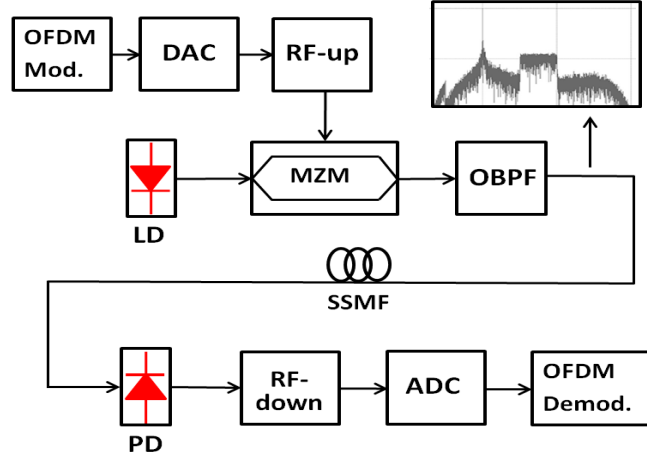 OFDM
Mod.
DAC
RF-up
MZM
OBPF
LD
SSMF
RF-
down
ADC
OFDM
Demod.
PD